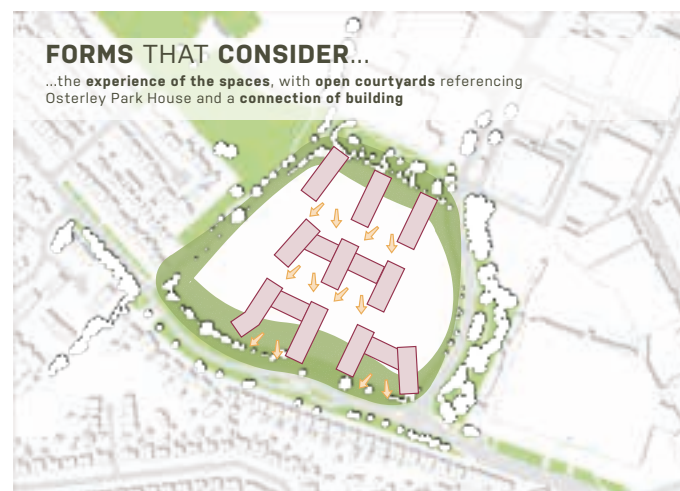 FORMS THAT CONSIDER...
...the experience of the spaces, with open courtyards referencing
Osterley Park House and a connection of building